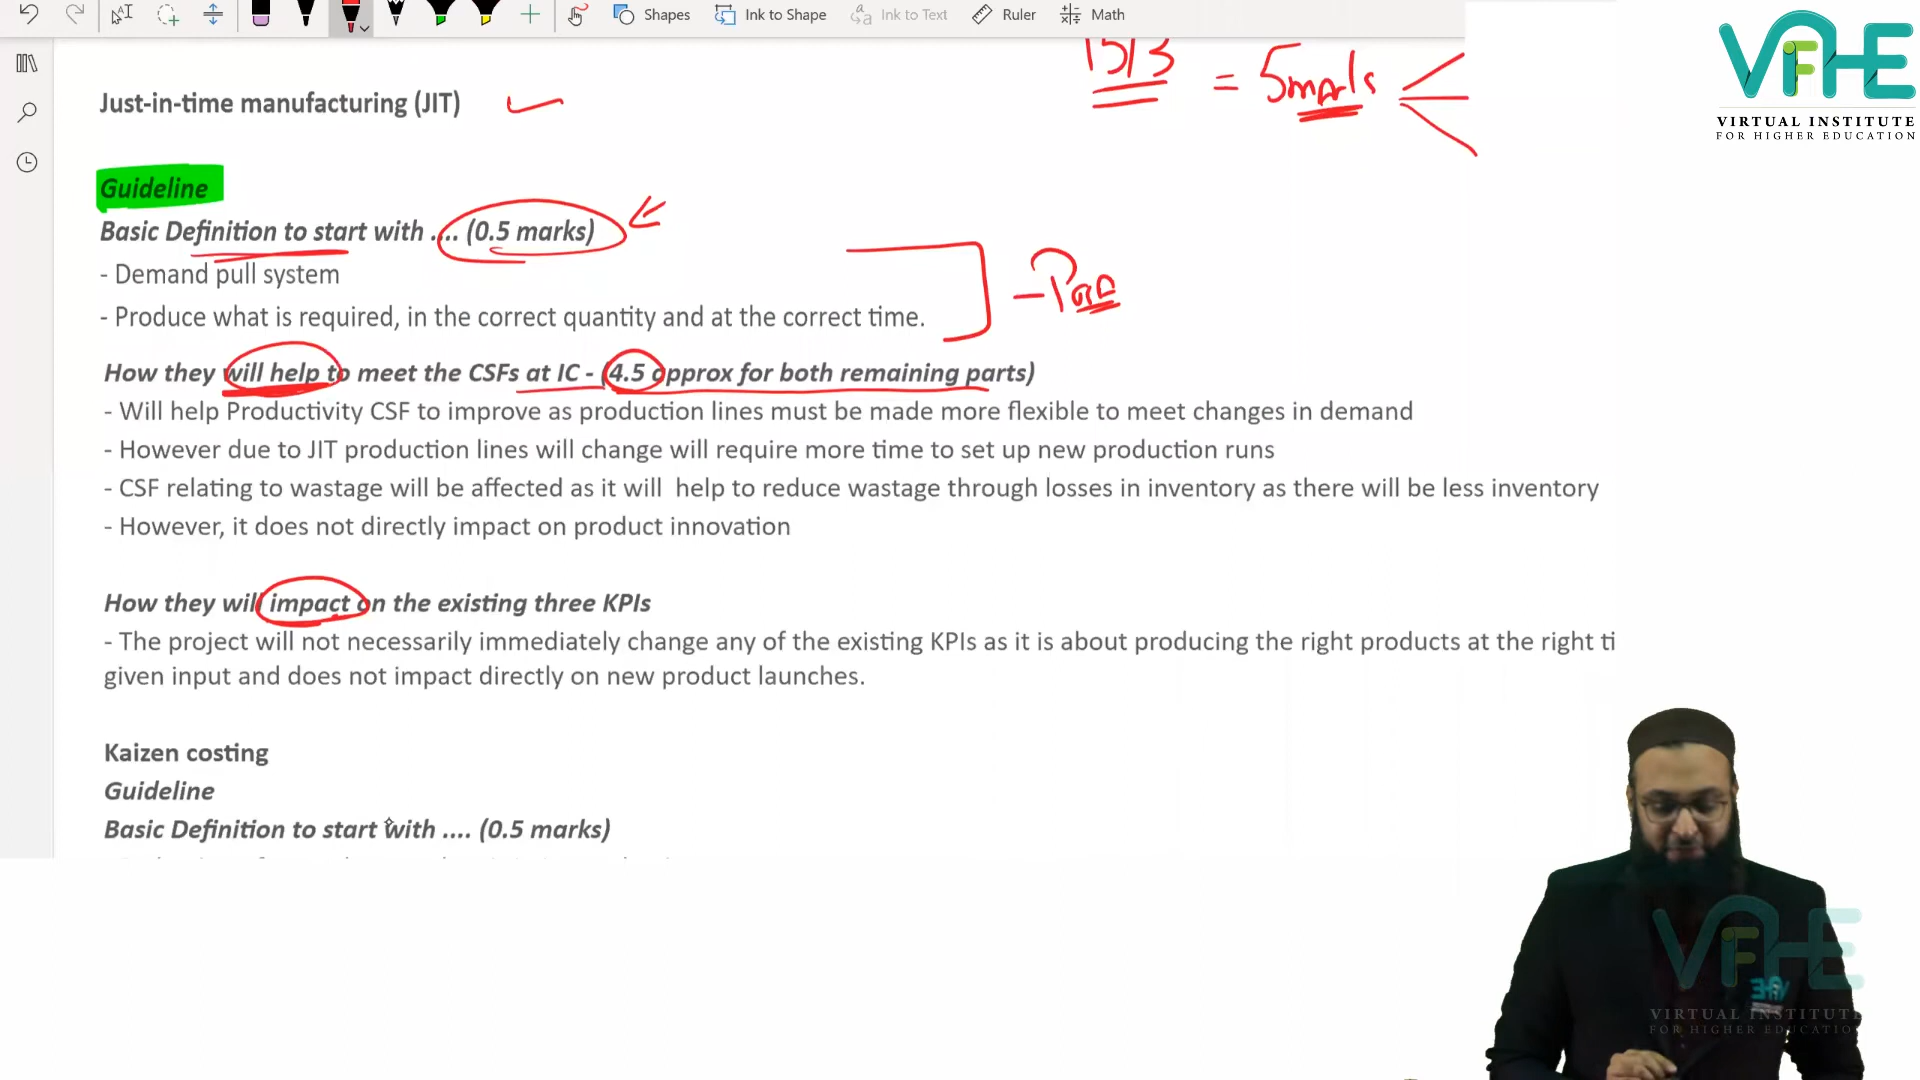 Shapes Ink to Shape Ink to Text Ruler Math
VIFHE
VIRTUAL INSTITUTE
FOR HIGHER EDUCATION
15/3 = 5marks
Just-in-time manufacturing (JIT)
Guideline
Basic Definition to start with .... (0.5 marks)
- Demand pull system
- Produce what is required, in the correct quantity and at the correct time.
How they will help to meet the CSFs at IC - (4.5 approx for both remaining parts)
- Will help Productivity CSF to improve as production lines must be made more flexible to meet changes in demand
- However due to JIT production lines will change will require more time to set up new production runs
- CSF relating to wastage will be affected as it will help to reduce wastage through losses in inventory as there will be less inventory
- However, it does not directly impact on product innovation
How they will impact on the existing three KPIs
- The project will not necessarily immediately change any of the existing KPIs as it is about producing the right products at the right ti
given input and does not impact directly on new product launches.
Kaizen costing
Guideline
Basic Definition to start with .... (0.5 marks)
VIFHE
VIRTUAL INSTITUTE
FOR HIGHER EDUCATION